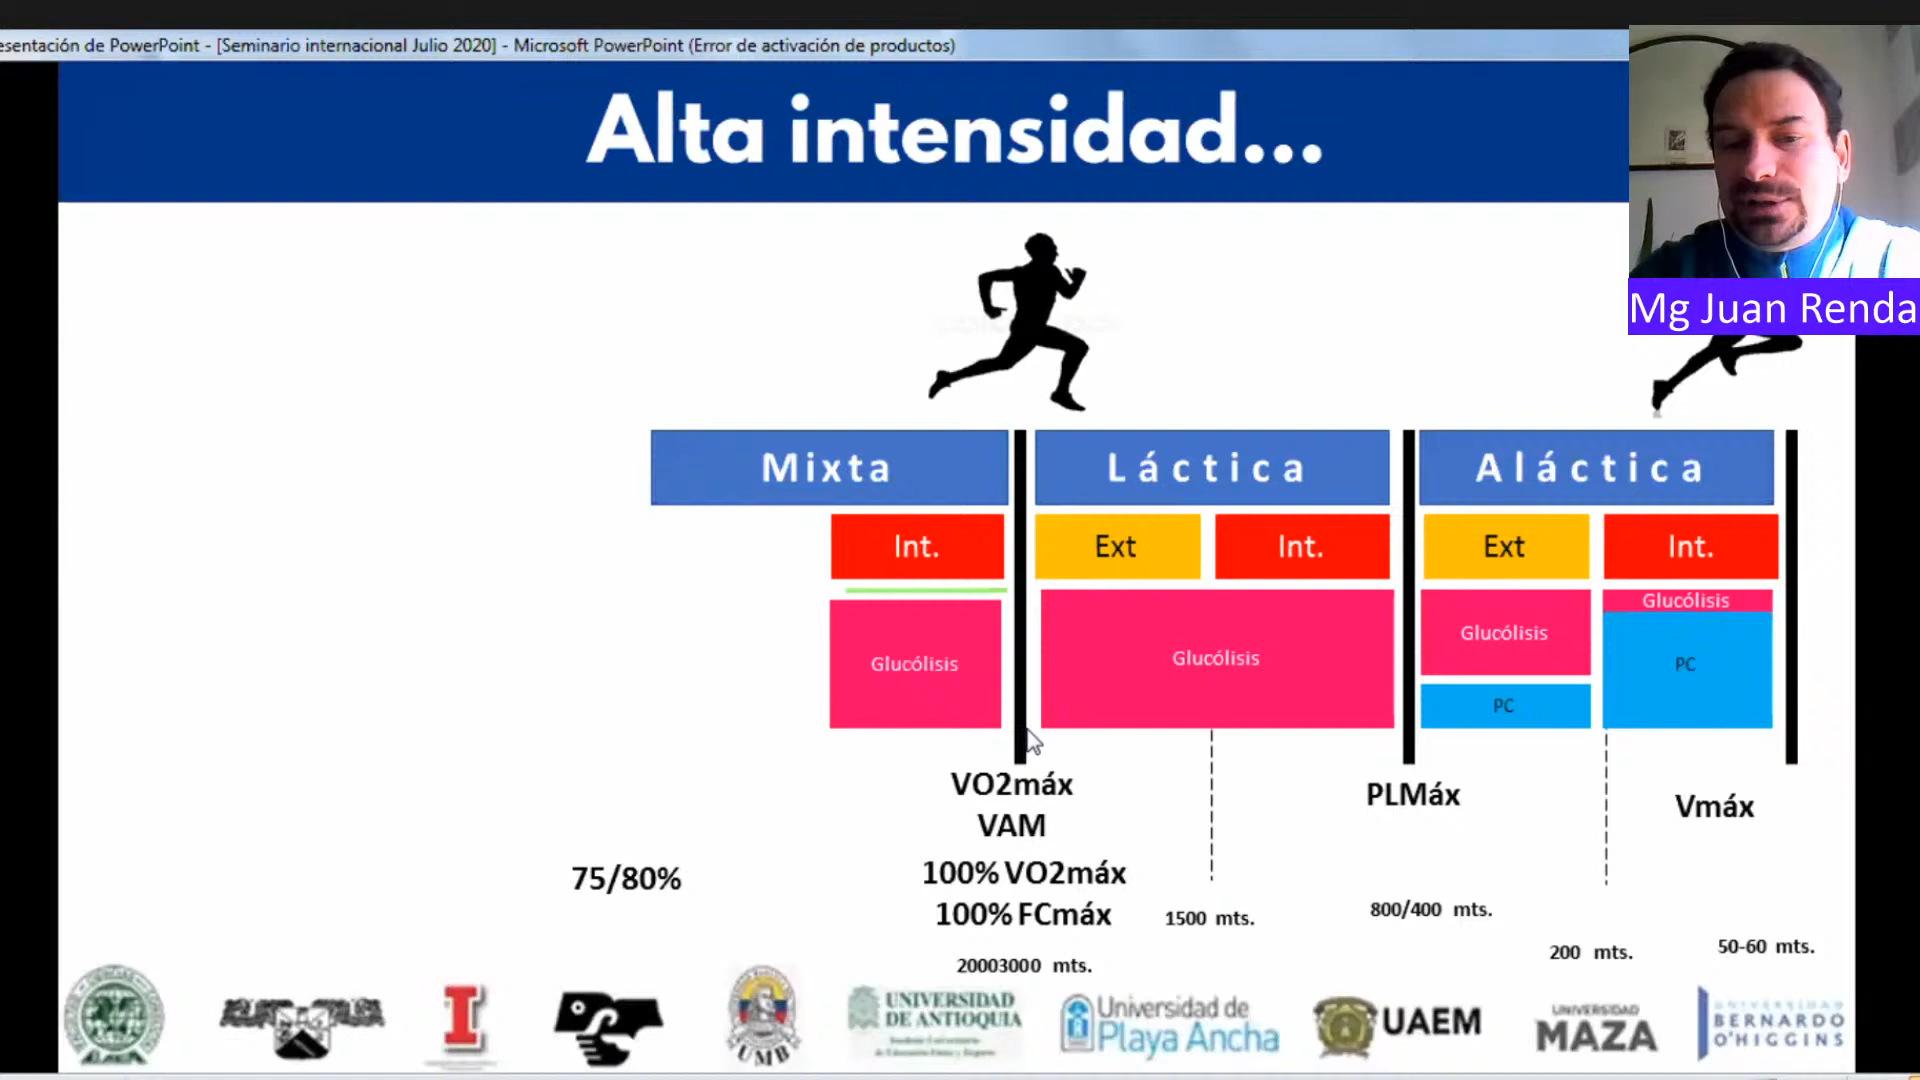 esentación de PowerPoint - [Seminario internacional Julio 2020] - Microsoft PowerPoint (Error de activación de productos)
Alta intensidad...
Mg Juan Renda
Mixta
Láctica
Aláctica
Int.
Ext
Int.
Ext
Int.
Glucólisis
Glucólisis
Glucólisis
PC
Glucólisis
PC
VO2máx
VAM
PLMáx
Vmáx
75/80%
100% VO2máx
100% FCmáx
1500 mts.
800/400 mts.
200 mts.
50-60 mts.
20003000 mts.
UMB
UNIVERSIDAD
DE ANTIOQUIA
Universidad de
Playa Ancha
UAEM
UNIVERSIDAD
MAZA
UNIVERSIDAD
BERNARDO
O'HIGGINS